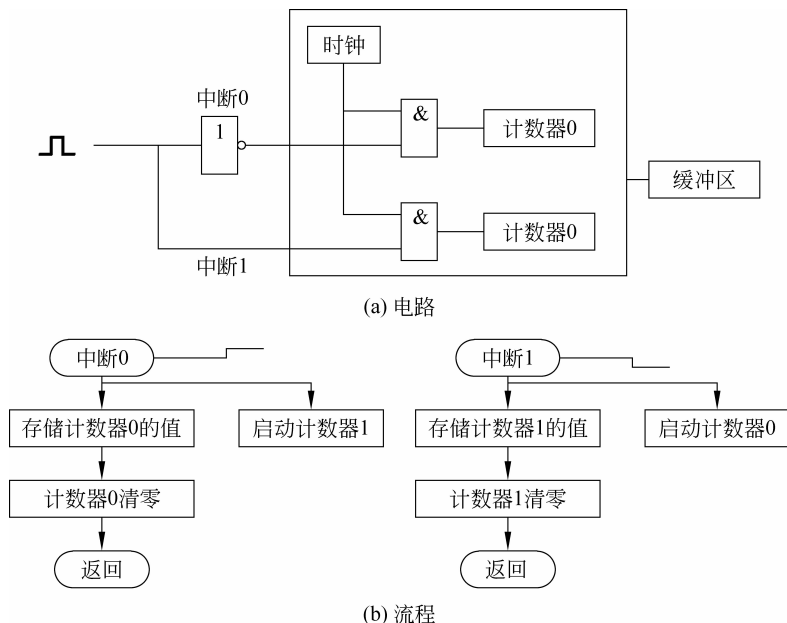 时钟
中断0
1
&
计数器0
缓冲区
&
计数器0
中断1
(a) 电路
中断0
中断1
存储计数器0的值
启动计数器1
存储计数器1的值
启动计数器0
计数器0清零
计数器1清零
返回
返回
(b) 流程